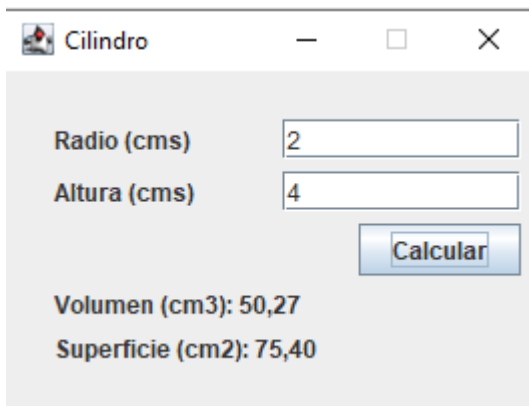 Cilindro
Radio (cms) 2
Altura (cms) 4
Calcular
Volumen (cm3): 50,27
Superficie (cm2): 75,40